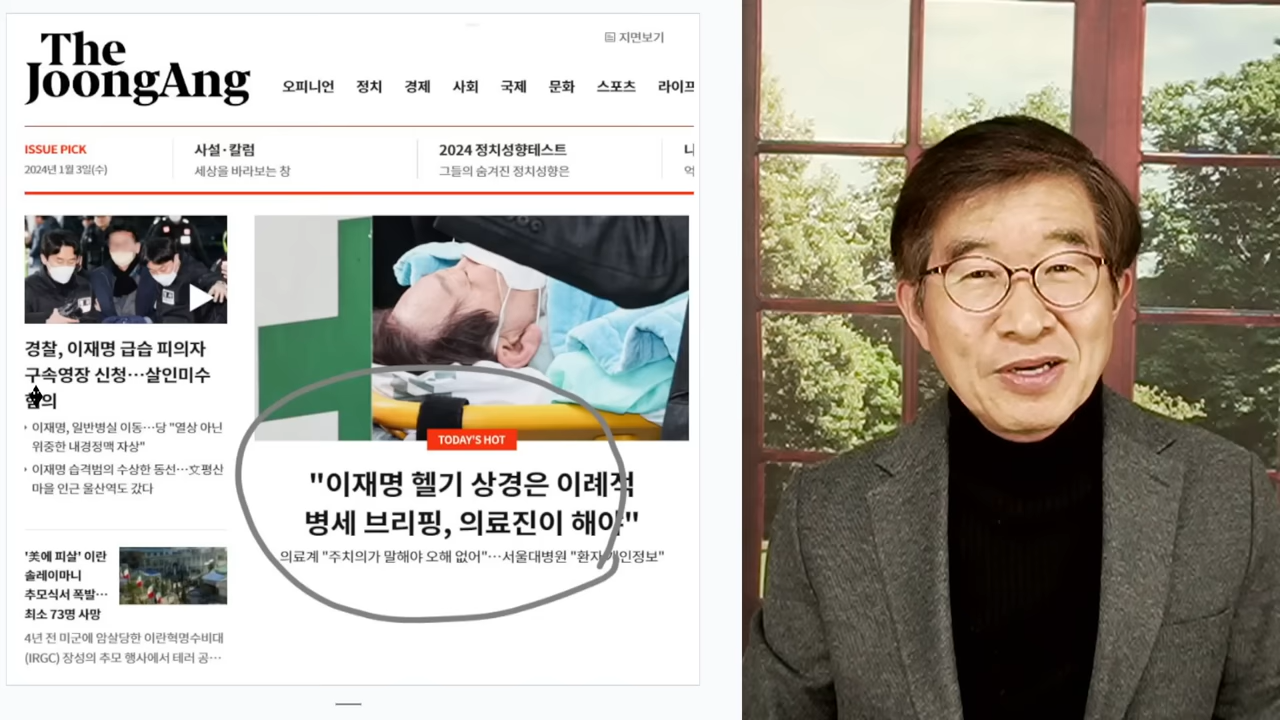 The
JoongAng
지면보기
오피니언 정치 경제 사회 국제 문화 스포츠 라이프
ISSUE PICK
2024년 1월 3일(수)
사설·칼럼
세상을 바라보는 창
2024 정치성향테스트
그들의 숨겨진 정치성향은
경찰, 이재명 급습 피의자
구속영장 신청…살인미수
혐의
이재명, 일반병실 이동…당 "열상 아닌
위중한 내경정맥 자상"
이재명 습격범의 수상한 동선…文평산
마을 인근 울산역도 갔다
'美에 피살' 이란
솔레이마니
추모식서 폭발…
최소 73명 사망
4년 전 미군에 암살당한 이란혁명수비대
(IRGC) 장성의 추모 행사에서 테러 공…
TODAY'S HOT
"이재명 헬기 상경은 이례적
병세 브리핑, 의료진이 해야"
의료계 "주치의가 말해야 오해 없어"…서울대병원 "환자 개인정보"